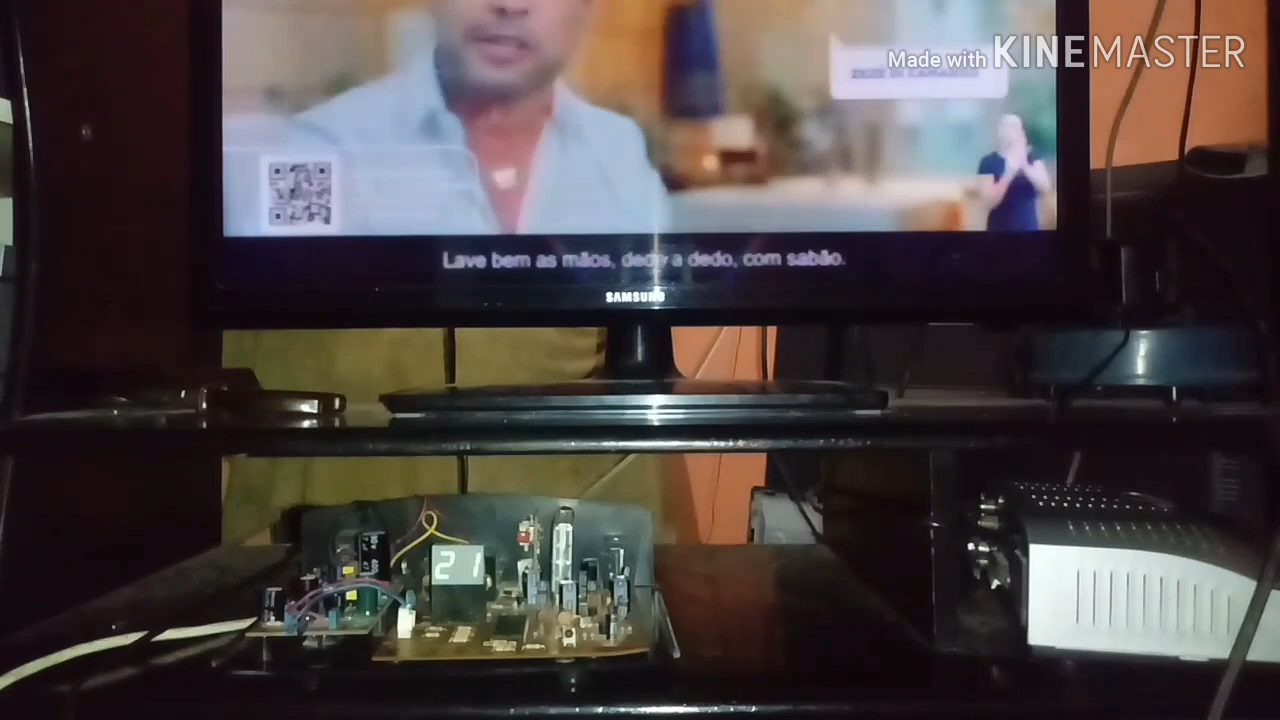 Made with KINEMASTER
Lave bem as mãos, dedo a dedo, com sabão.
SAMSUNG
21